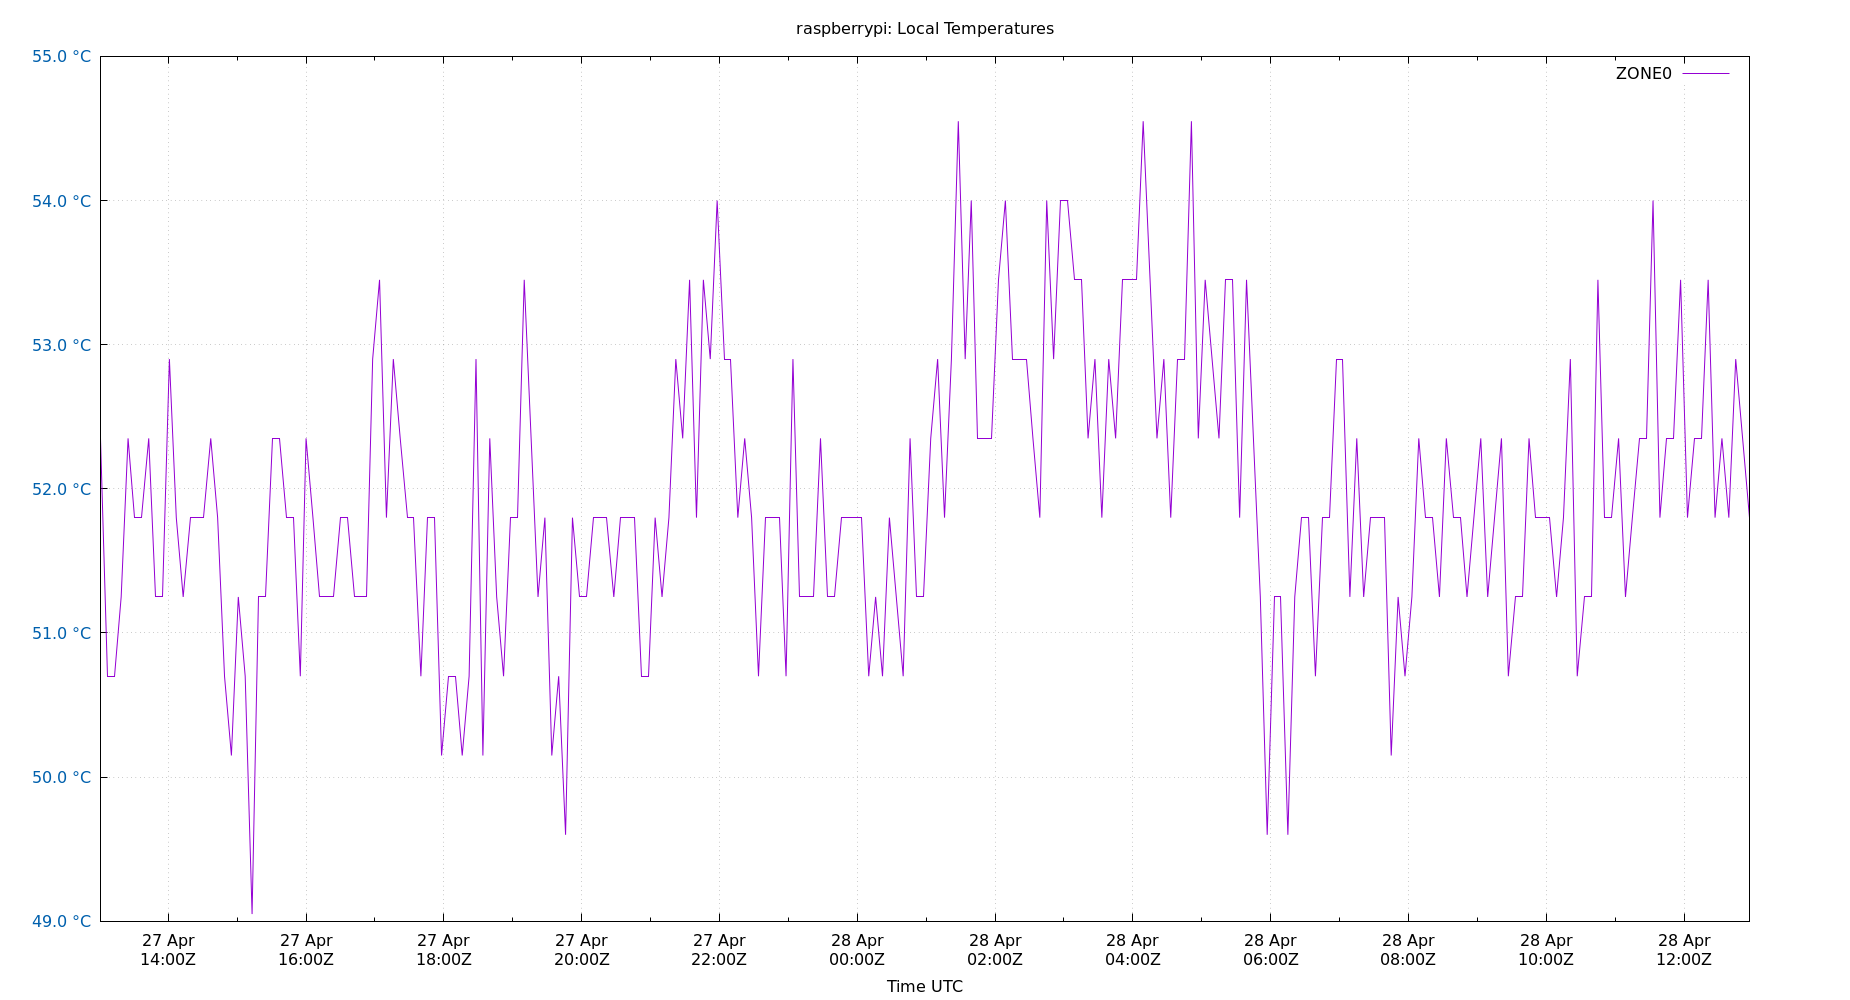 raspberrypi: Local Temperatures
55.0 °C
ZONE0
54.0 °C
53.0 °C
52.0 °C
51.0 °C
50.0 °C
49.0 °C
27 Apr 27 Apr 27 Apr 27 Apr 27 Apr 28 Apr 28 Apr 28 Apr 28 Apr 28 Apr 28 Apr 28 Apr
14:00Z 16:00Z 18:00Z 20:00Z 22:00Z 00:00Z 02:00Z 04:00Z 06:00Z 08:00Z 10:00Z 12:00Z
Time UTC